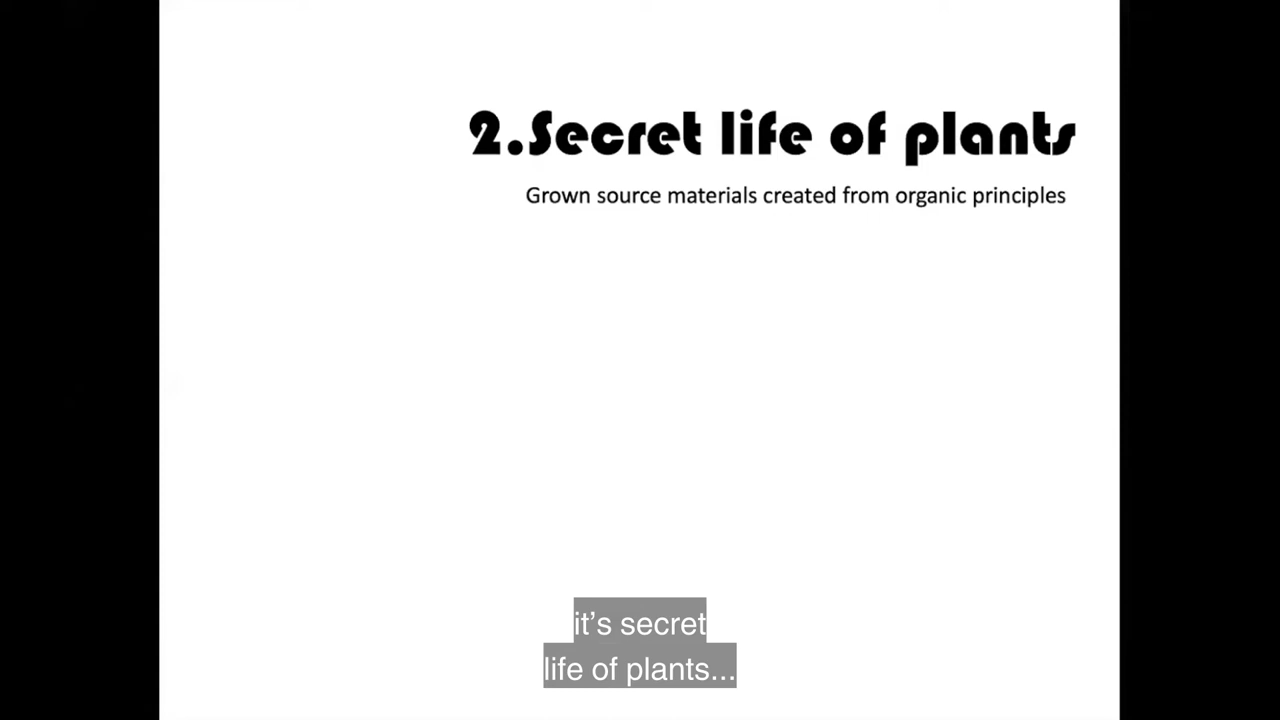 2.Secret life of plants
Grown source materials created from organic principles
it’s secret
life of plants...